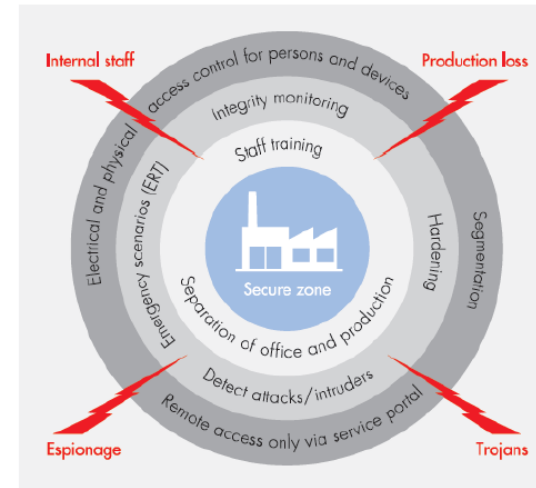 Internal staff
Production loss
Electrical and physical access control for persons and devices
Integrity monitoring
Staff training
Emergency scenarios (ERT)
Hardening
Segmentation
Secure zone
Separation of office and production
Detect attacks/intruders
Remote access only via service portal
Espionage
Trojans